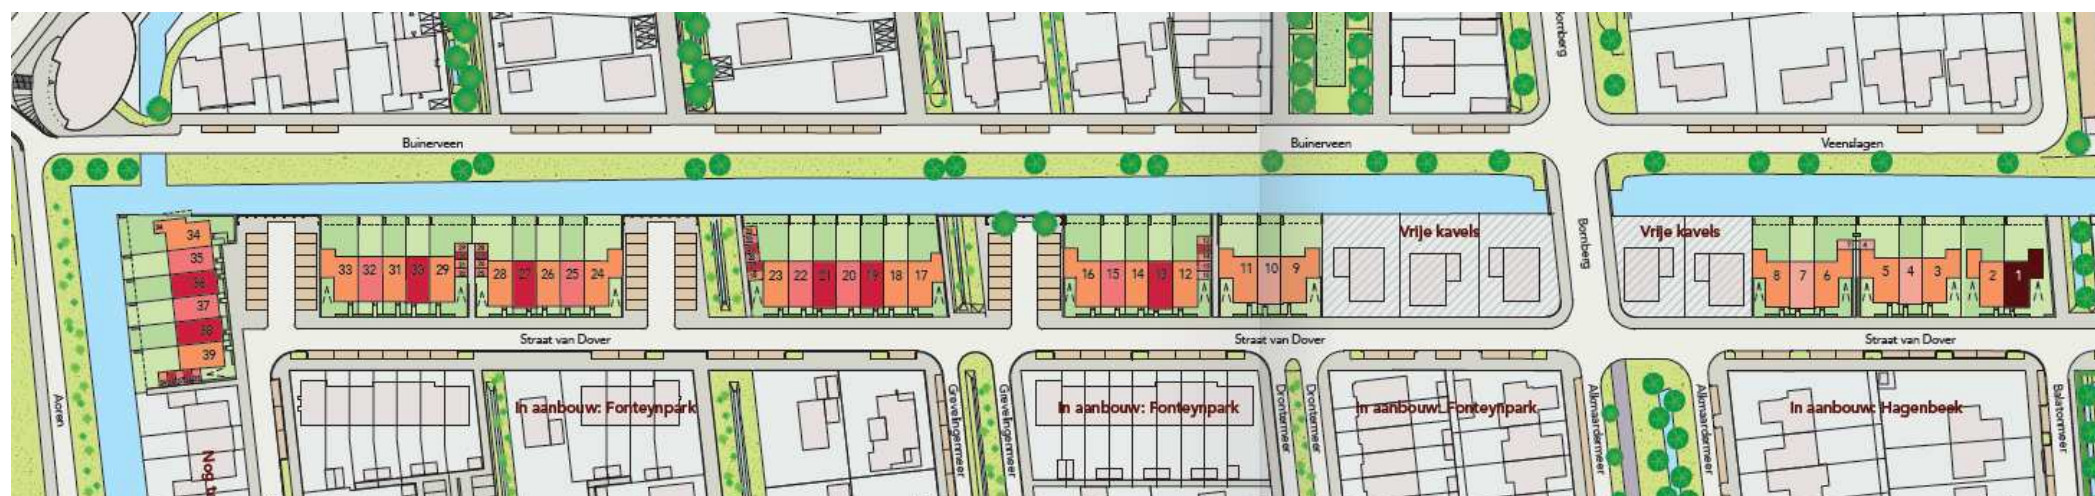 Bornberg
Buinerveen
Buinerveen
Veenslagen
Bornberg
Vrije kavels
Vrije kavels
34
35
36
37
38
39
33 32 31 33 29
28 27 26 25 24
23 22 21 20 19 18 17
16 15 14 13 12
11 10 9
8 7 6
5 4 3
2 1
Straat van Dover
Straat van Dover
Straat van Dover
Aoren
In aanbouw: Fonteynpark
In aanbouw: Fonteynpark
In aanbouw: Fonteynpark
In aanbouw: Hagenbeek
Grevelingenmeer
Grevelingenmeer
Drontermeer
Drontermeer
Alkmaardermeer
Alkmaardermeer
Balatonmeer
Nog